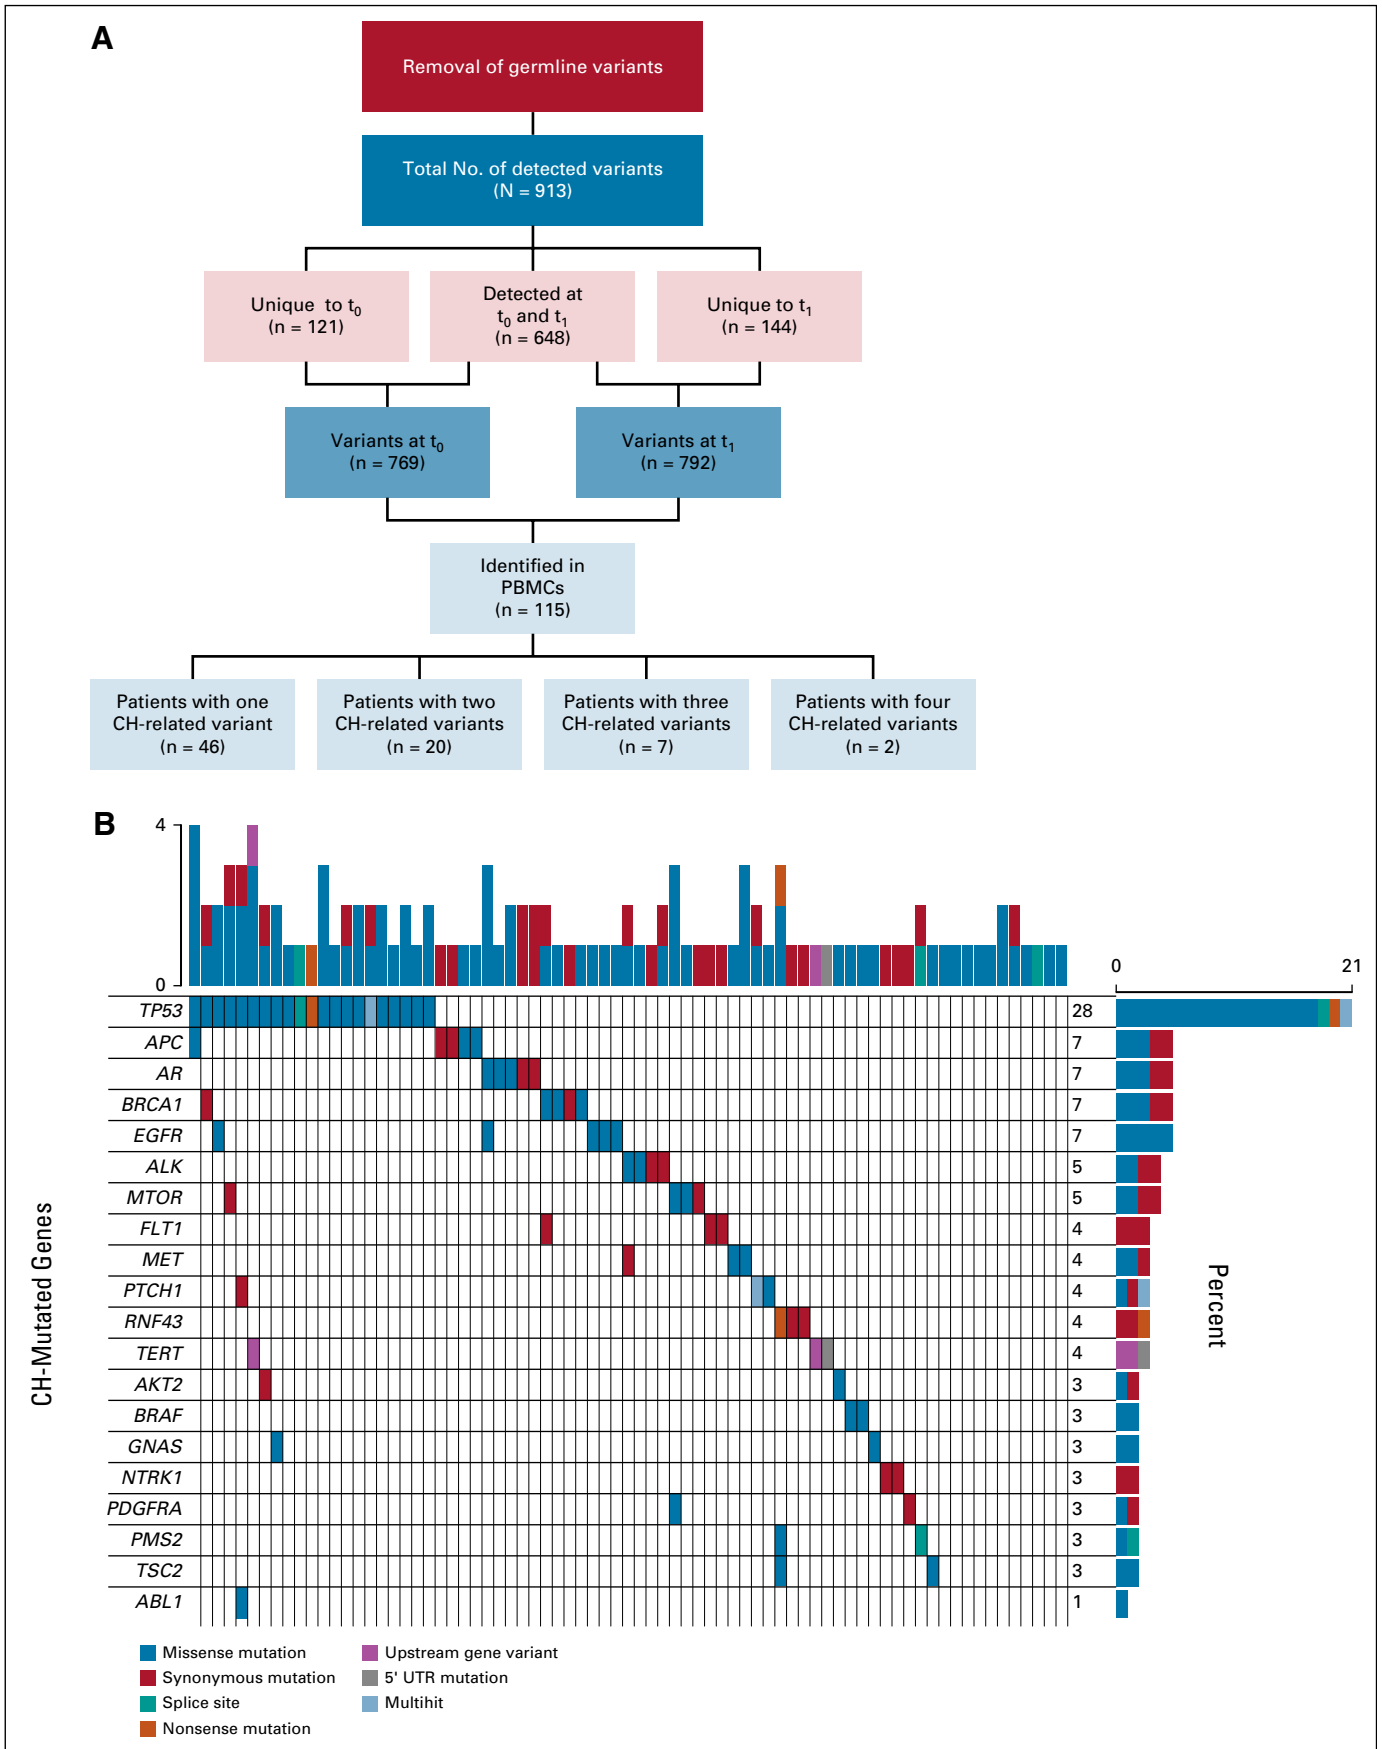 A
Removal of germline variants
Total No. of detected variants
(N = 913)
Unique to t0
(n = 121)
Detected at
t0 and t1
(n = 648)
Unique to t1
(n = 144)
Variants at t0
(n = 769)
Variants at t1
(n = 792)
Identified in
PBMCs
(n = 115)
Patients with one
CH-related variant
(n = 46)
Patients with two
CH-related variants
(n = 20)
Patients with three
CH-related variants
(n = 7)
Patients with four
CH-related variants
(n = 2)
B
4
0
0 21
CH-Mutated Genes
TP53 28
APC 7
AR 7
BRCA1 7
EGFR 7
ALK 5
MTOR 5
FLT1 4
MET 4
PTCH1 4
RNF43 4
TERT 4
AKT2 3
BRAF 3
GNAS 3
NTRK1 3
PDGFRA 3
PMS2 3
TSC2 3
ABL1 1
Percent
Missense mutation
Synonymous mutation
Splice site
Nonsense mutation
Upstream gene variant
5' UTR mutation
Multihit